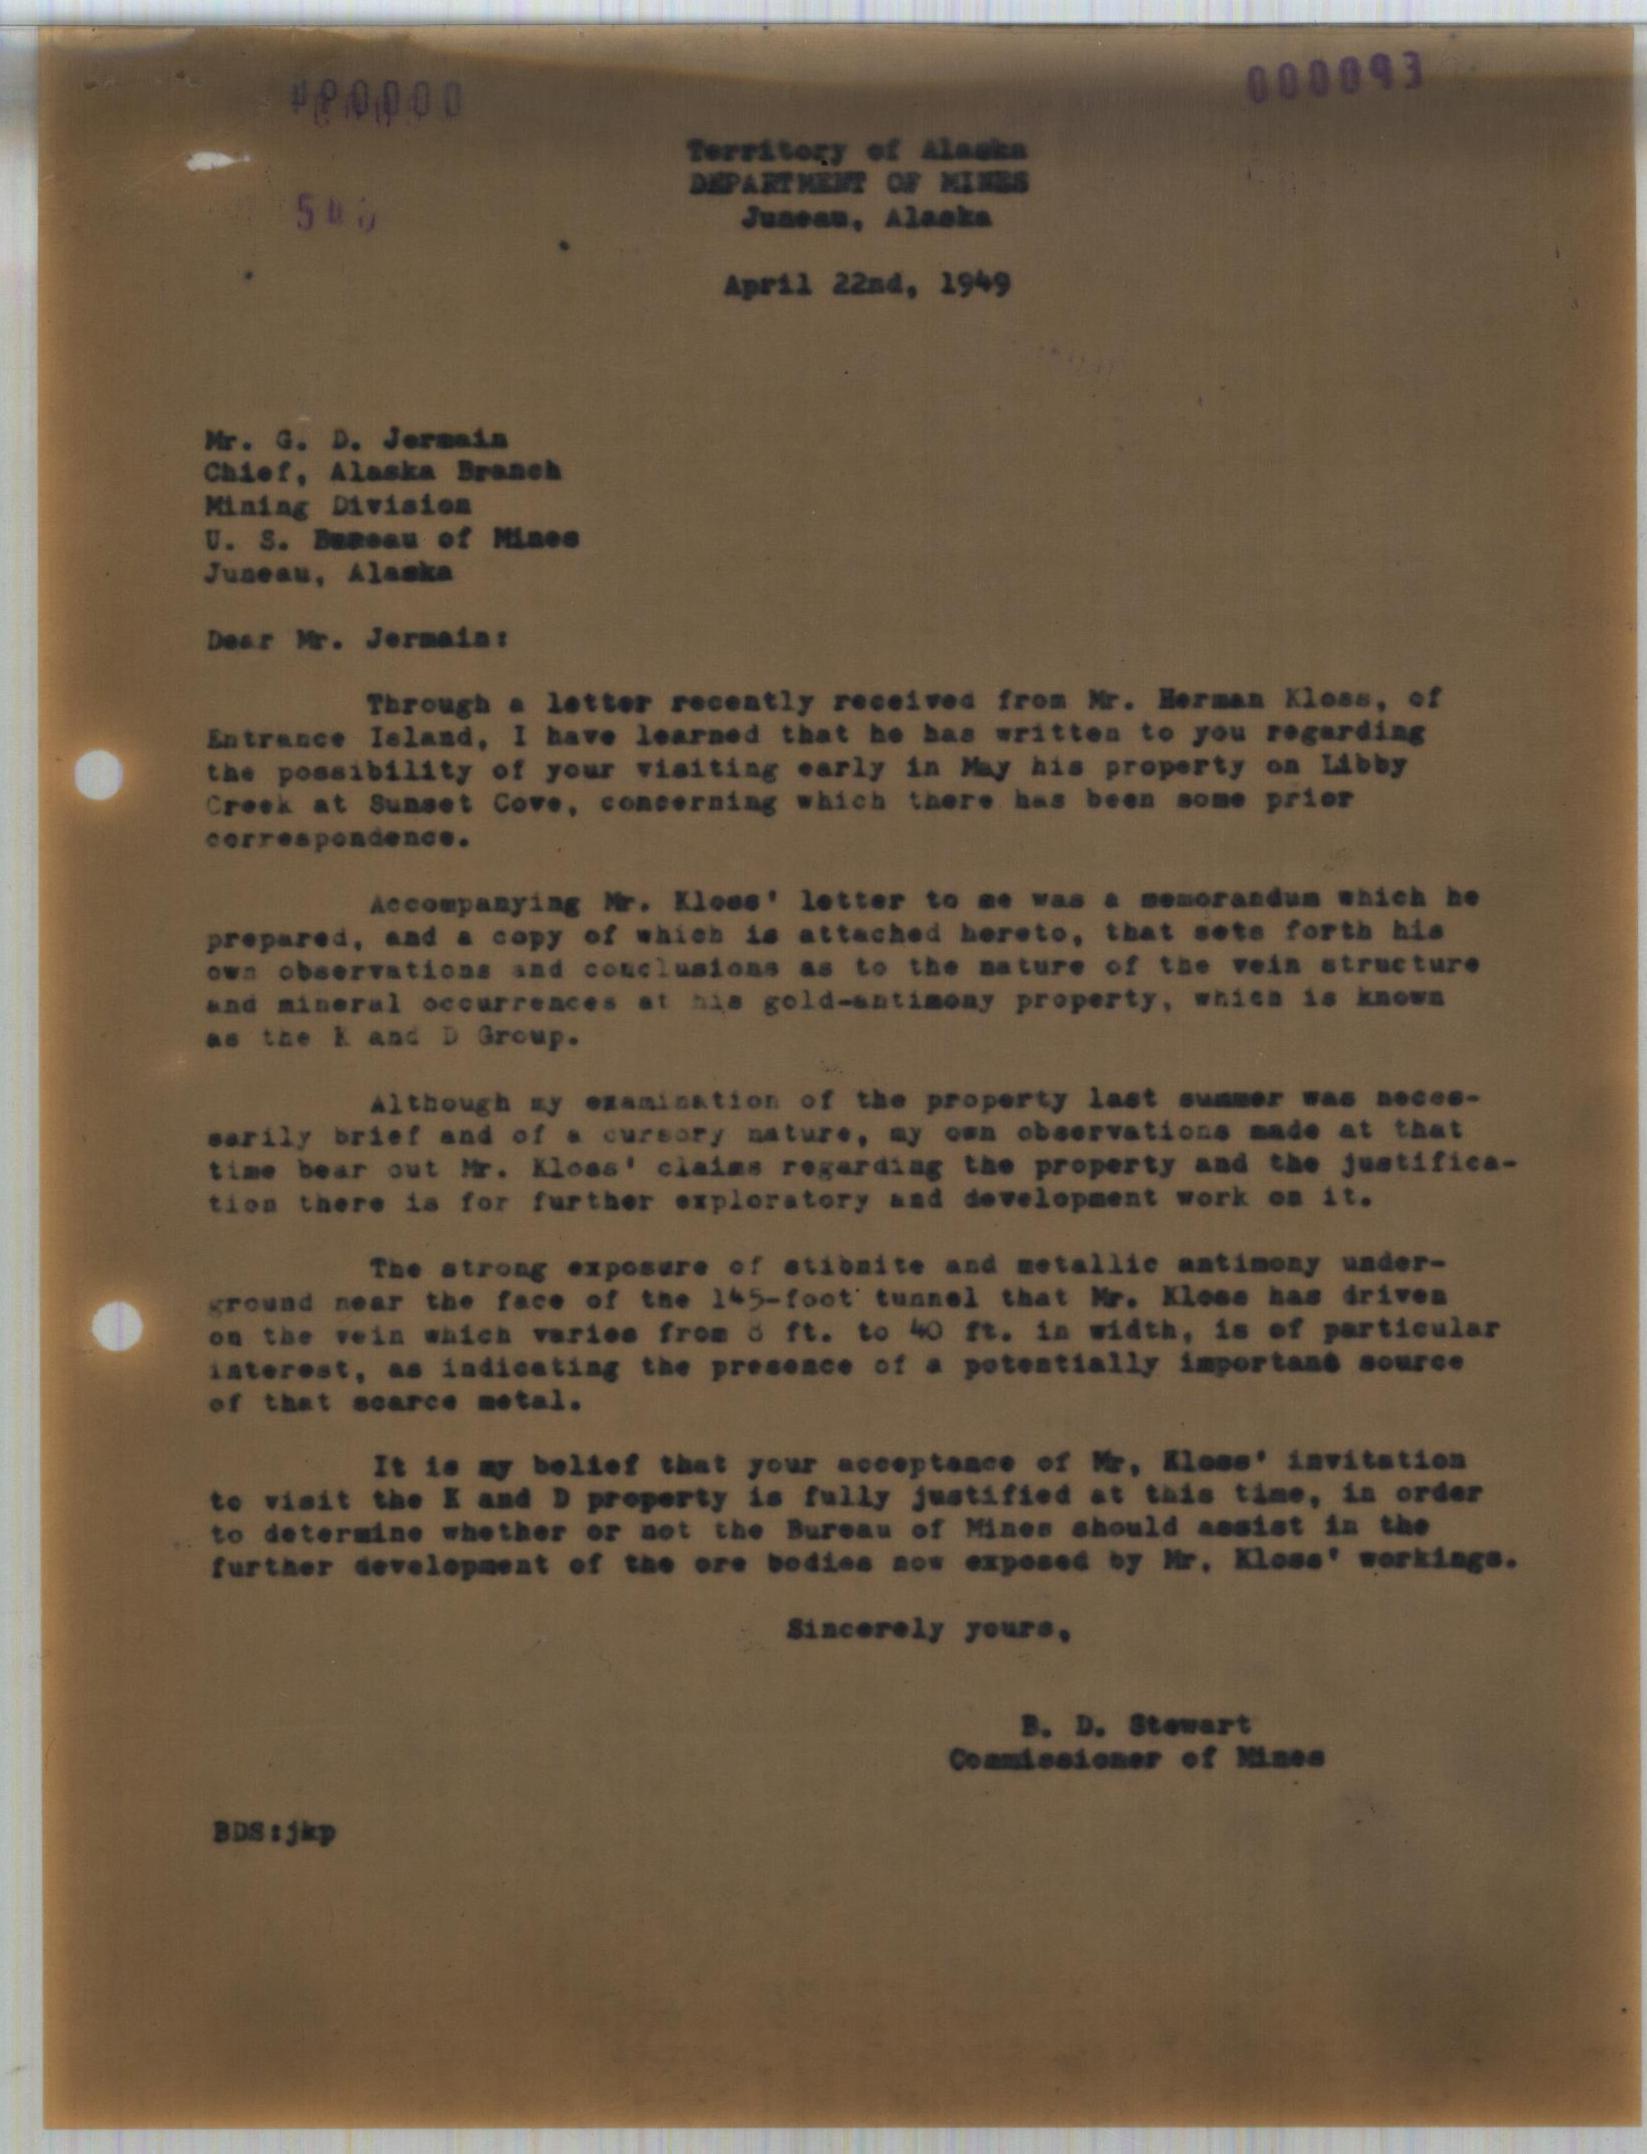 000093
Territory of Alaska
DEPARTMENT OF MINES
Juneau, Alaska
April 22nd, 1949
Mr. G. D. Jermain
Chief, Alaska Branch
Mining Division
U. S. Bureau of Mines
Juneau, Alaska
Dear Mr. Jermain:
Through a letter recently received from Mr. Herman Kloss, of
Entrance Island, I have learned that he has written to you regarding
the possibility of your visiting early in May his property on Libby
Creek at Sunset Cove, concerning which there has been some prior
correspondence.
Accompanying Mr. Kloss' letter to me was a memorandum which he
prepared, and a copy of which is attached hereto, that sets forth his
own observations and conclusions as to the nature of the vein structure
and mineral occurrences at his gold-antimony property, which is known
as the K and D Group.
Although my examination of the property last summer was neces-
sarily brief and of a cursory nature, my own observations made at that
time bear out Mr. Kloss' claims regarding the property and the justifica-
tion there is for further exploratory and development work on it.
The strong exposure of stibnite and metallic antimony under-
ground near the face of the 145-foot tunnel that Mr. Kloss has driven
on the vein which varies from 8 ft. to 40 ft. in width, is of particular
interest, as indicating the presence of a potentially important source
of that scarce metal.
It is my belief that your acceptance of Mr. Kloss' invitation
to visit the K and D property is fully justified at this time, in order
to determine whether or not the Bureau of Mines should assist in the
further development of the ore bodies now exposed by Mr. Kloss' workings.
Sincerely yours,
B. D. Stewart
Commissioner of Mines
BDS:jkp